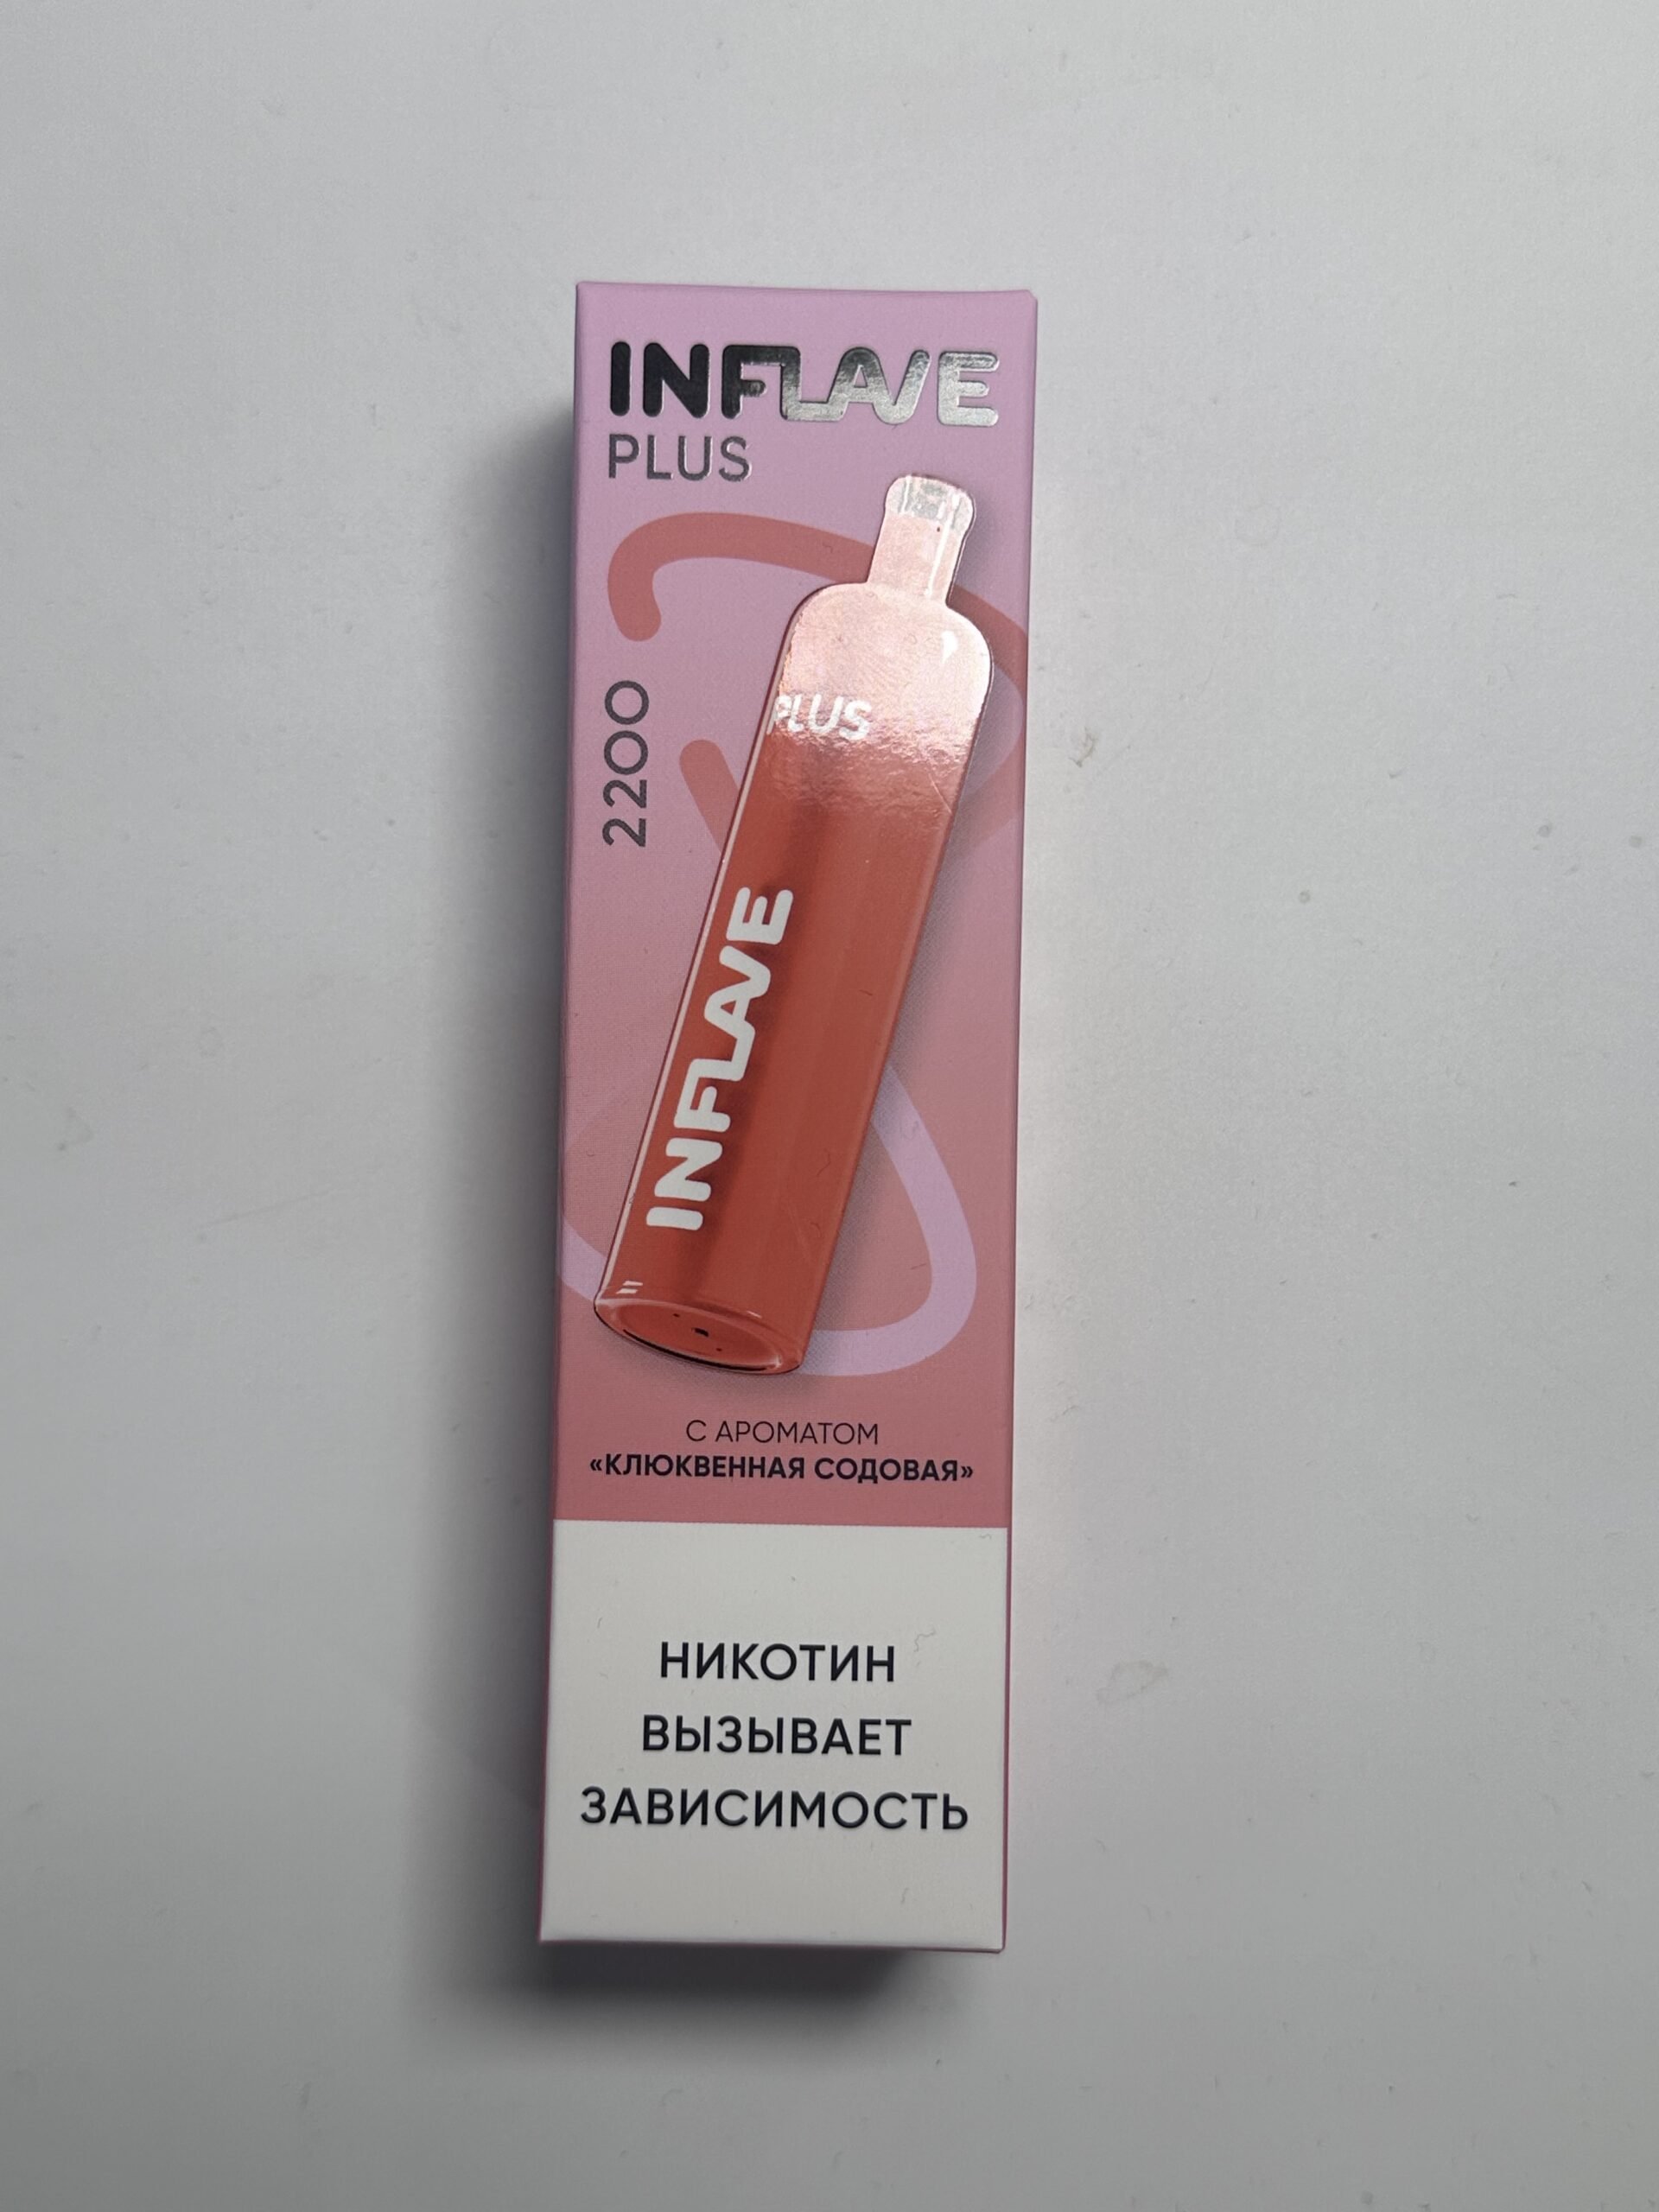 INFLAVE
PLUS
2200
PLUS
INFLAVE
С АРОМАТОМ
«КЛЮКВЕННАЯ СОДОВАЯ»
НИКОТИН
ВЫЗЫВАЕТ
ЗАВИСИМОСТЬ